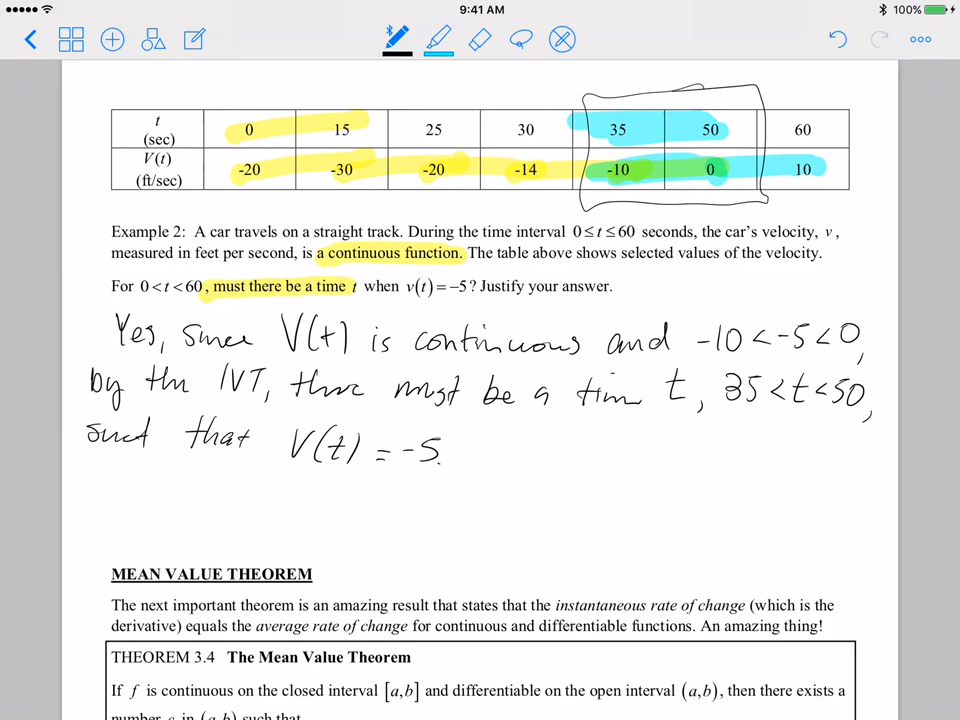 9:41 AM
100%
t (sec) 0 15 25 30 35 50 60
V(t) (ft/sec) -20 -30 -20 -14 -10 0 10
Example 2: A car travels on a straight track. During the time interval 0≤t≤60 seconds, the car's velocity, v,
measured in feet per second, is a continuous function. The table above shows selected values of the velocity.
For 0<t<60, must there be a time t when v(t)=−5? Justify your answer.
Yes, since V(t) is continuous and -10<-5<0,
by the IVT, there must be a time t, 35<t<50,
such that V(t) = -5.
MEAN VALUE THEOREM
The next important theorem is an amazing result that states that the instantaneous rate of change (which is the
derivative) equals the average rate of change for continuous and differentiable functions. An amazing thing!
THEOREM 3.4 The Mean Value Theorem
If f is continuous on the closed interval [a,b] and differentiable on the open interval (a,b), then there exists a
number c in (a,b) such that